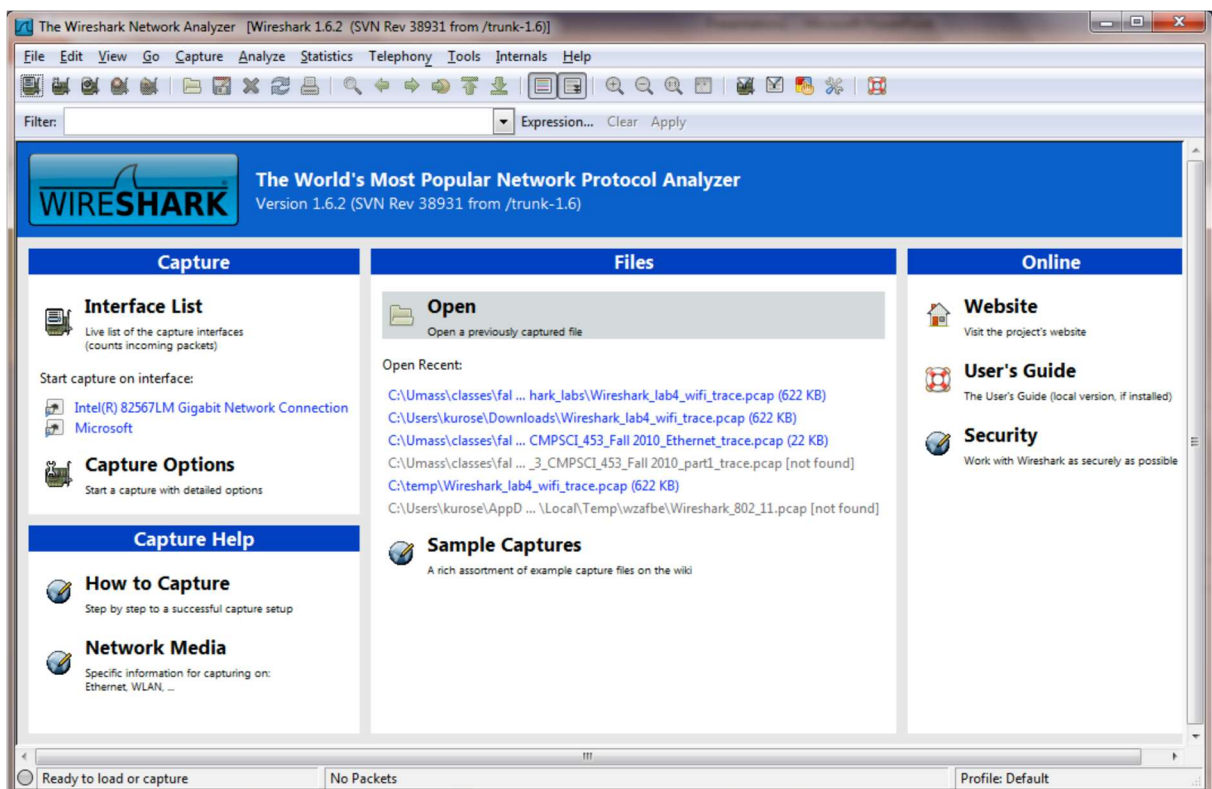 The Wireshark Network Analyzer [Wireshark 1.6.2 (SVN Rev 38931 from /trunk-1.6)]
File Edit View Go Capture Analyze Statistics Telephony Tools Internals Help
Filter: Expression... Clear Apply
WIRESHARK
The World's Most Popular Network Protocol Analyzer
Version 1.6.2 (SVN Rev 38931 from /trunk-1.6)
Capture
Interface List
Live list of the capture interfaces
(counts incoming packets)
Start capture on interface:
Intel(R) 82567LM Gigabit Network Connection
Microsoft
Capture Options
Start a capture with detailed options
Capture Help
How to Capture
Step by step to a successful capture setup
Network Media
Specific information for capturing on:
Ethernet, WLAN, ...
Files
Open
Open a previously captured file
Open Recent:
C:\Umass\classes\fal ... hark_labs\Wireshark_lab4_wifi_trace.pcap (622 KB)
C:\Users\kurose\Downloads\Wireshark_lab4_wifi_trace.pcap (622 KB)
C:\Umass\classes\fal ... CMPSCI_453_Fall 2010_Ethernet_trace.pcap (22 KB)
C:\Umass\classes\fal ... _3_CMPSCI_453_Fall 2010_part1_trace.pcap [not found]
C:\temp\Wireshark_lab4_wifi_trace.pcap (622 KB)
C:\Users\kurose\AppD ... \Local\Temp\wzafbe\Wireshark_802_11.pcap [not found]
Sample Captures
A rich assortment of example capture files on the wiki
Online
Website
Visit the project's website
User's Guide
The User's Guide (local version, if installed)
Security
Work with Wireshark as securely as possible
Ready to load or capture
No Packets
Profile: Default